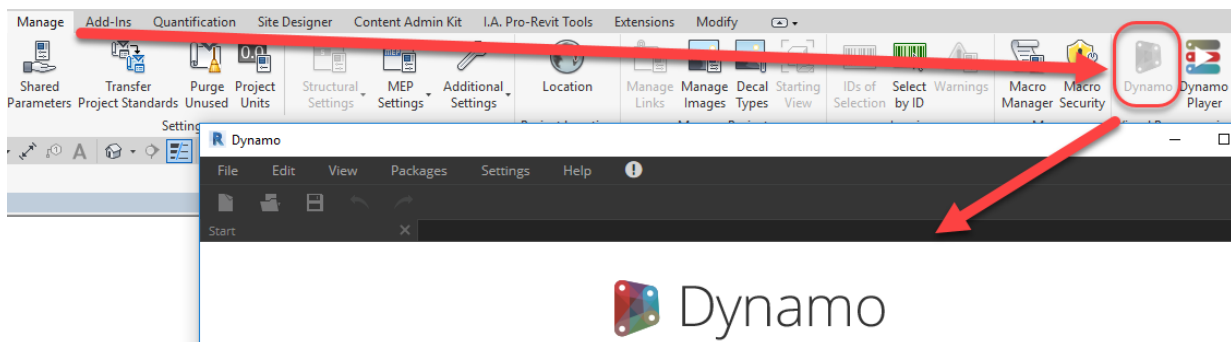 Manage Add-Ins Quantification Site Designer Content Admin Kit I.A. Pro-Revit Tools Extensions Modify
Shared Transfer Purge Project Structural MEP Additional Location Manage Manage Decal Starting IDs of Select Warnings Macro Macro Dynamo Dynamo
Parameters Project Standards Unused Units Settings Settings Settings Links Images Types View Selection by ID Manager Security Player
Dynamo
File Edit View Packages Settings Help
Start
Dynamo